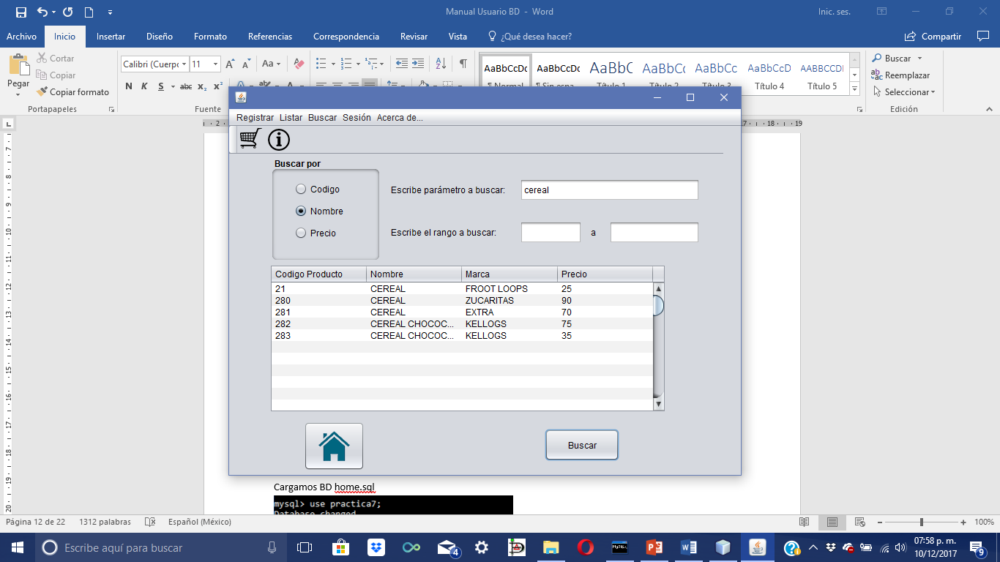 Manual Usuario BD - Word
Inic. ses.
Archivo Inicio Insertar Diseño Formato Referencias Correspondencia Revisar Vista ¿Qué desea hacer? Compartir
Pegar
Cortar
Copiar
Copiar formato
Portapapeles
Calibri (Cuerpo 11
N K S abc x₂ x²
Fuente
AaBbCcDc AaBbCcDc AaBbC AaBbCc AaBbCc AaBbCcD AABBCCDI
¶ Normal ¶ Sin espa... Título 1 Título 2 Título 3 Título 4 Título 5
Buscar
Reemplazar
Seleccionar
Edición
Registrar Listar Buscar Sesión Acerca de...
Buscar por
Codigo
Nombre
Precio
Escribe parámetro a buscar: cereal
Escribe el rango a buscar: a
Codigo Producto Nombre Marca Precio
21 CEREAL FROOT LOOPS 25
280 CEREAL ZUCARITAS 90
281 CEREAL EXTRA 70
282 CEREAL CHOCOC... KELLOGS 75
283 CEREAL CHOCOC... KELLOGS 35
Buscar
Cargamos BD home.sql
mysql> use practica7;
Database changed
Página 12 de 22 1312 palabras Español (México) 100%
Escribe aquí para buscar
07:58 p. m.
10/12/2017